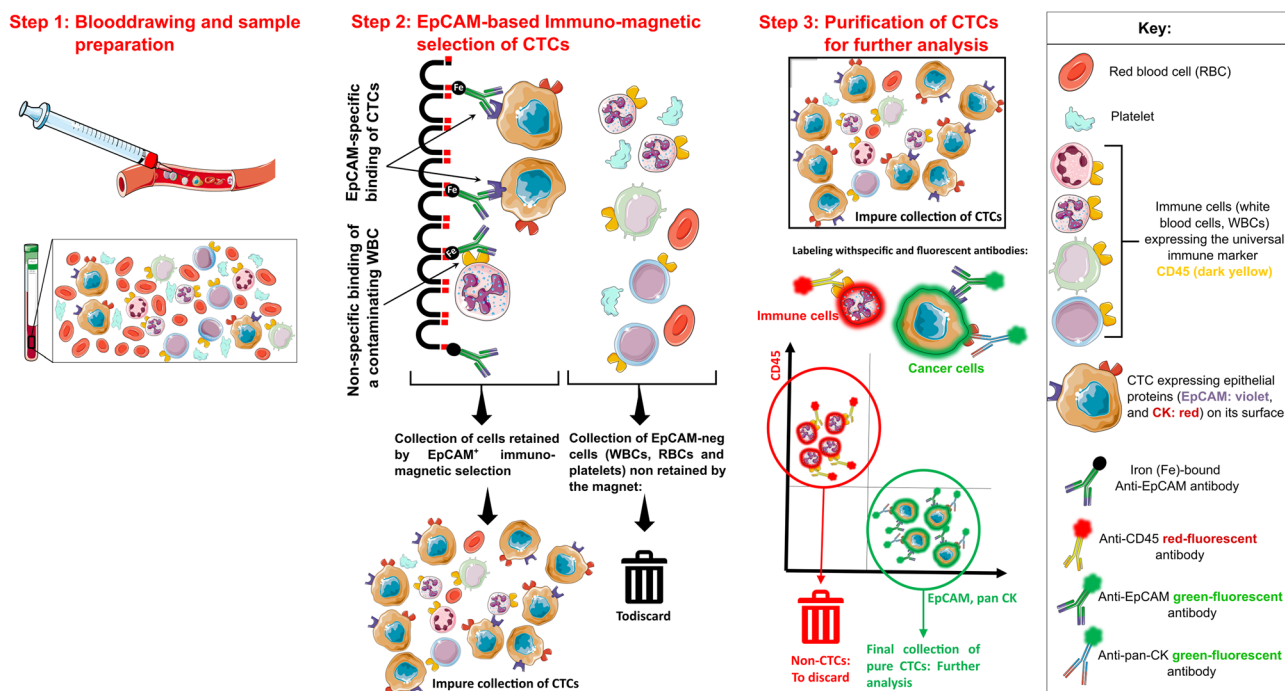 Step 1: Blooddrawing and sample
preparation
Step 2: EpCAM-based Immuno-magnetic
selection of CTCs
EpCAM-specific
binding of CTCs
Non-specific binding of
a contaminating WBC
Fe
Fe
Fe
Collection of cells retained
by EpCAM⁺ immuno-
magnetic selection
Collection of EpCAM-neg
cells (WBCs, RBCs and
platelets) non retained by
the magnet:
Todiscard
Impure collection of CTCs
Step 3: Purification of CTCs
for further analysis
Impure collection of CTCs
Labeling withspecific and fluorescent antibodies:
Immune cells
Cancer cells
CD45
EpCAM, pan CK
Non-CTCs:
To discard
Final collection of
pure CTCs: Further
analysis
Key:
Red blood cell (RBC)
Platelet
Immune cells (white
blood cells, WBCs)
expressing the universal
immune marker
CD45 (dark yellow)
CTC expressing epithelial
proteins (EpCAM: violet,
and CK: red) on its surface
Iron (Fe)-bound
Anti-EpCAM antibody
Anti-CD45 red-fluorescent
antibody
Anti-EpCAM green-fluorescent
antibody
Anti-pan-CK green-fluorescent
antibody